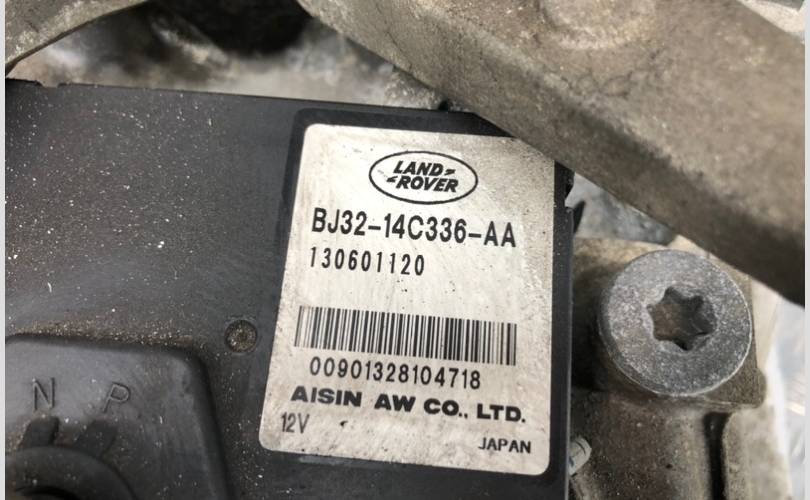 LAND
ROVER
BJ32-14C336-AA
130601120
00901328104718
AISIN AW CO., LTD.
12V
JAPAN
N P